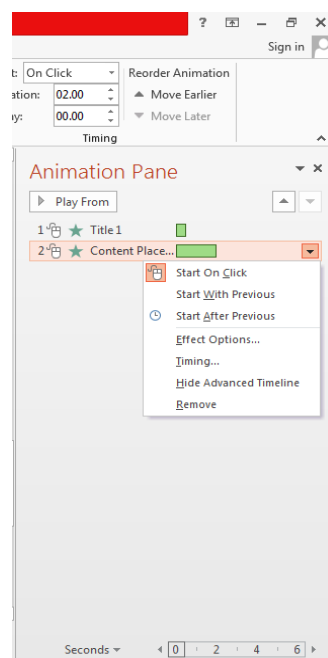 ?
Sign in
t: On Click Reorder Animation
ation: 02.00 Move Earlier
y: 00.00 Move Later
Timing
Animation Pane
Play From
1 Title 1
2 Content Place...
Start On Click
Start With Previous
Start After Previous
Effect Options...
Timing...
Hide Advanced Timeline
Remove
Seconds 0 2 4 6